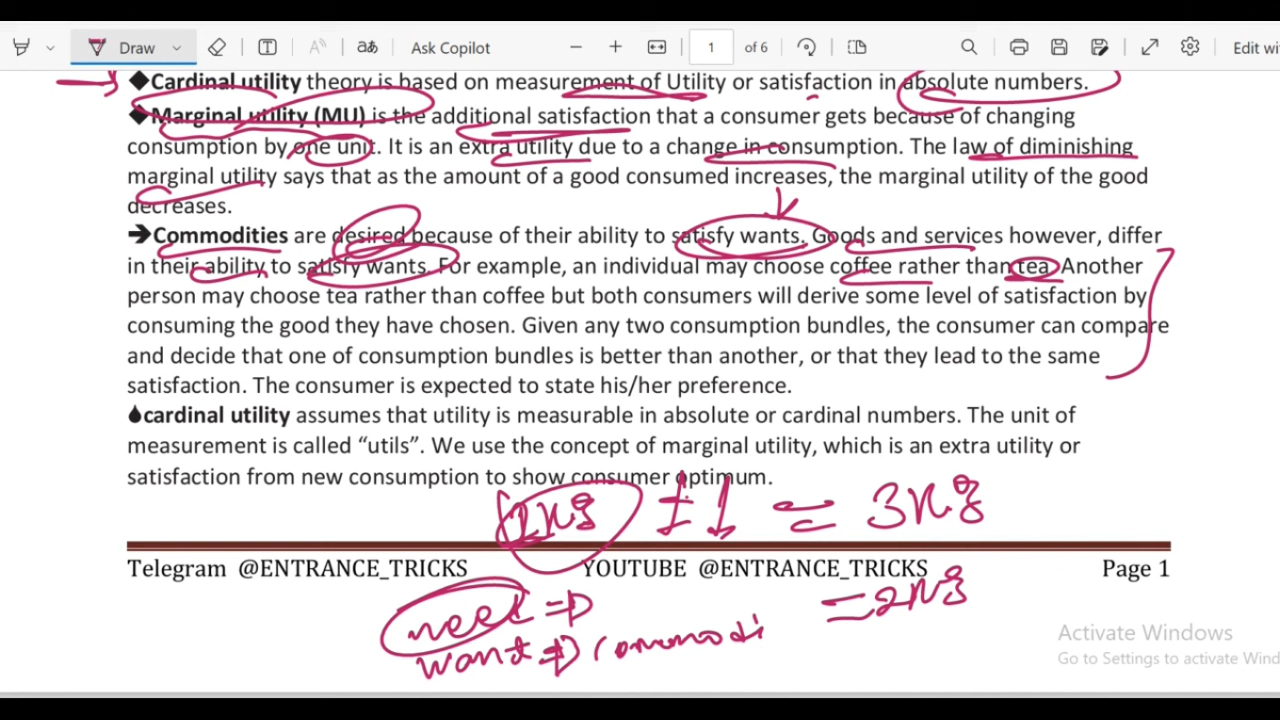 Draw
Ask Copilot
1 of 6
Edit wi
◆Cardinal utility theory is based on measurement of Utility or satisfaction in absolute numbers.
◆Marginal utility (MU) is the additional satisfaction that a consumer gets because of changing
consumption by one unit. It is an extra utility due to a change in consumption. The law of diminishing
marginal utility says that as the amount of a good consumed increases, the marginal utility of the good
decreases.
➔Commodities are desired because of their ability to satisfy wants. Goods and services however, differ
in their ability to satisfy wants. For example, an individual may choose coffee rather than tea. Another
person may choose tea rather than coffee but both consumers will derive some level of satisfaction by
consuming the good they have chosen. Given any two consumption bundles, the consumer can compare
and decide that one of consumption bundles is better than another, or that they lead to the same
satisfaction. The consumer is expected to state his/her preference.
cardinal utility assumes that utility is measurable in absolute or cardinal numbers. The unit of
measurement is called “utils”. We use the concept of marginal utility, which is an extra utility or
satisfaction from new consumption to show consumer optimum.
± 1 = 3Kg
Telegram @ENTRANCE_TRICKS YOUTUBE @ENTRANCE_TRICKS Page 1
need ⇒ = 2Kg
want ⇒ commodi
Activate Windows
Go to Settings to activate Wind